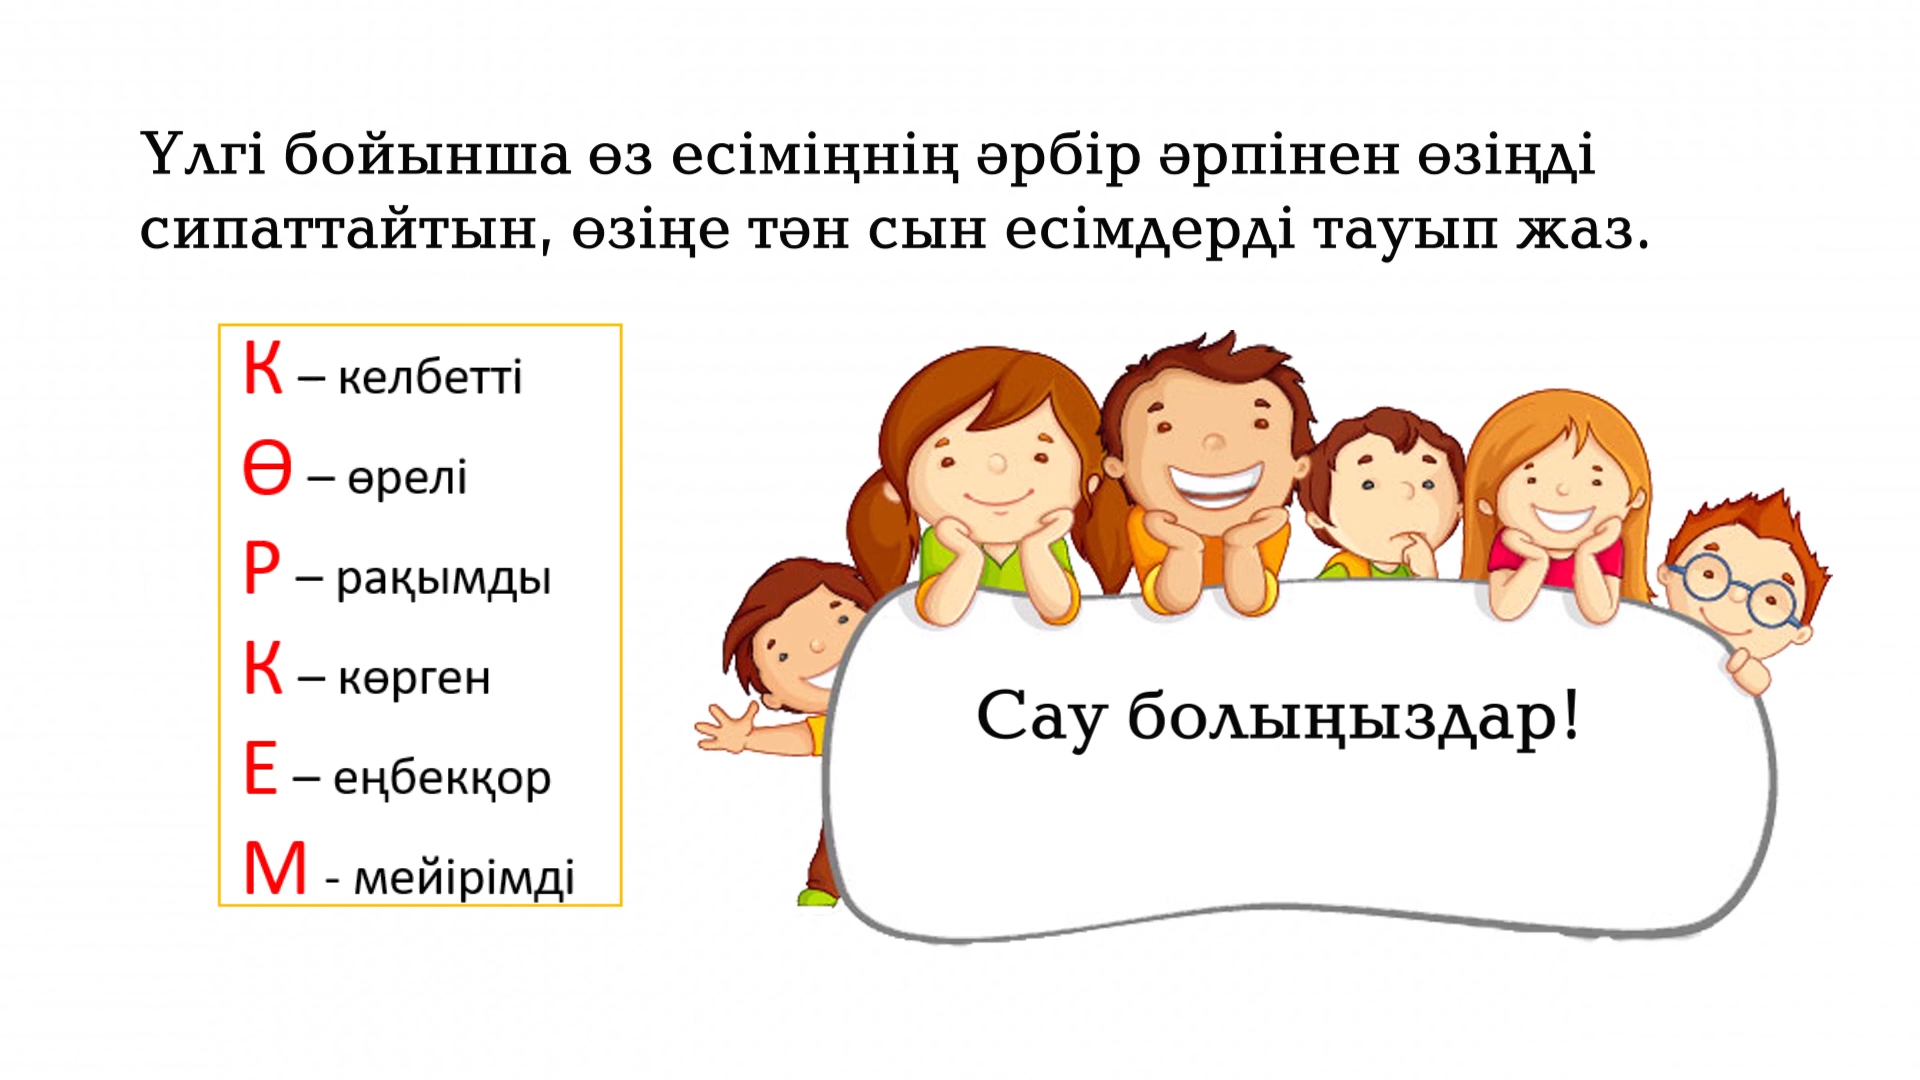 Үлгі бойынша өз есіміңнің әрбір әрпінен өзіңді
сипаттайтын, өзіңе тән сын есімдерді тауып жаз.
К – келбетті
Ө – өрелі
Р – рақымды
К – көрген
Е – еңбекқор
М - мейірімді
Сау болыңыздар!